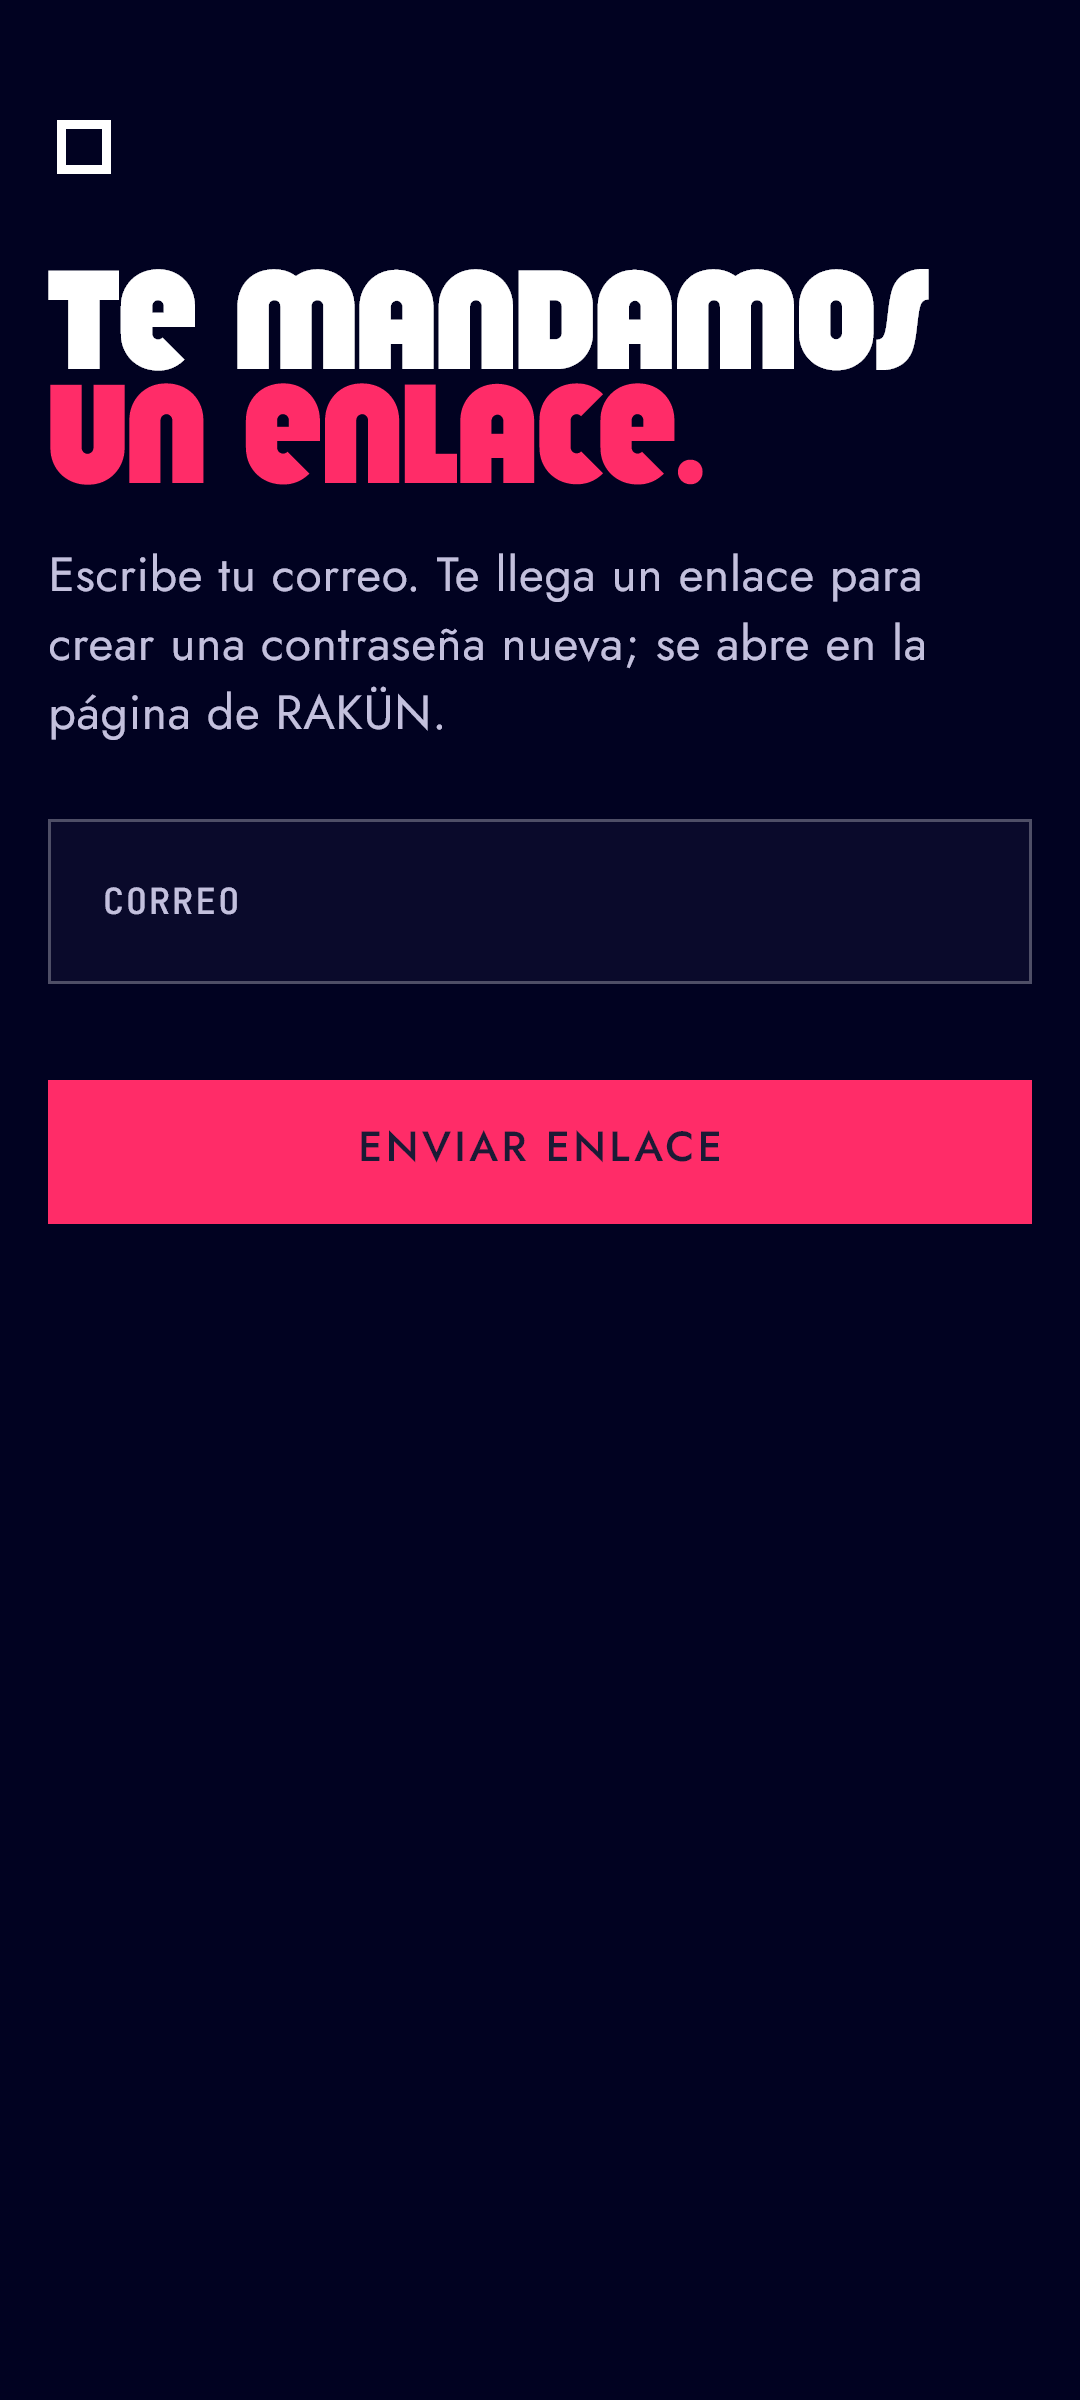 Te MANDAMOS
UN eNLACe.
Escribe tu correo. Te llega un enlace para
crear una contraseña nueva; se abre en la
página de RAKÜN.
CORREO
ENVIAR ENLACE